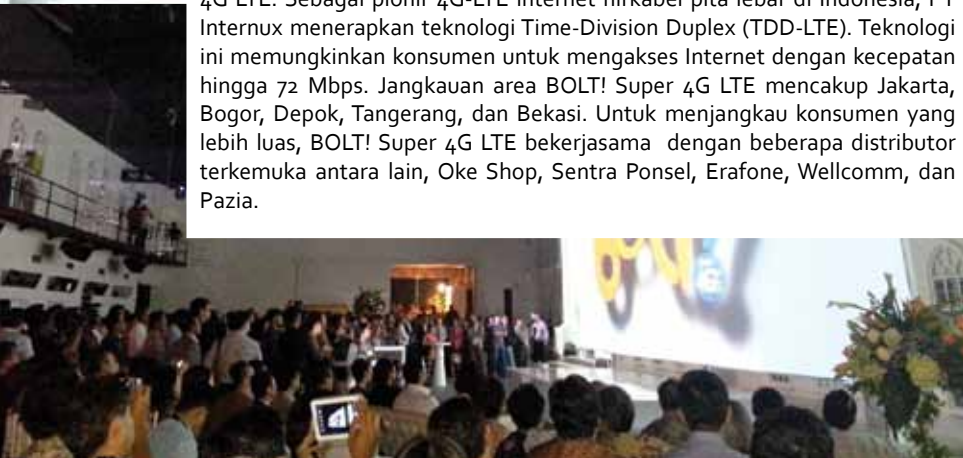 4G LTE. Sebagai pionir 4G-LTE Internet nirkabel pita lebar di Indonesia, PT
Internux menerapkan teknologi Time-Division Duplex (TDD-LTE). Teknologi
ini memungkinkan konsumen untuk mengakses Internet dengan kecepatan
hingga 72 Mbps. Jangkauan area BOLT! Super 4G LTE mencakup Jakarta,
Bogor, Depok, Tangerang, dan Bekasi. Untuk menjangkau konsumen yang
lebih luas, BOLT! Super 4G LTE bekerjasama dengan beberapa distributor
terkemuka antara lain, Oke Shop, Sentra Ponsel, Erafone, Wellcomm, dan
Pazia.